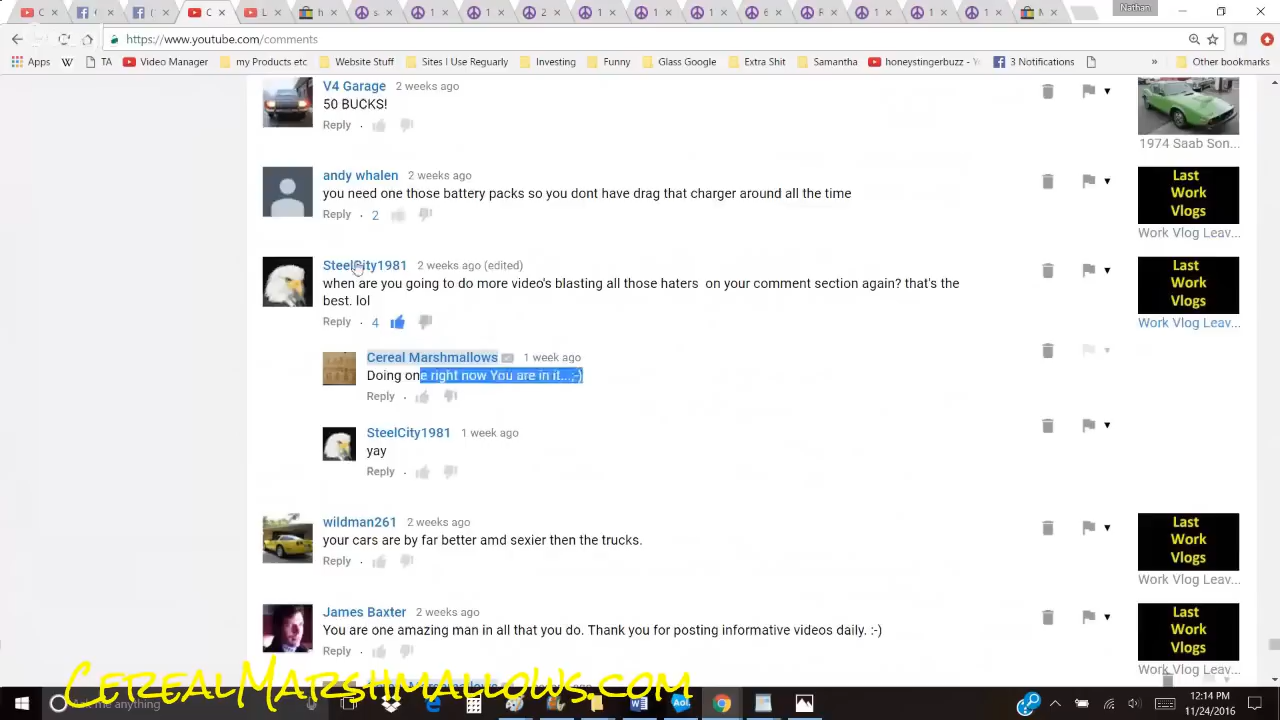 Nathan
https://www.youtube.com/comments
Apps TA Video Manager my Products etc Website Stuff Sites I Use Reguarly Investing Funny Glass Google Extra Stuff Samantha honeystingerbuzz 3 Notifications » Other bookmarks
V4 Garage 2 weeks ago
50 BUCKS!
Reply
1974 Saab Son...
andy whalen 2 weeks ago
you need one those battery packs so you dont have drag that charger around all the time
Reply 2
Last
Work
Vlogs
Work Vlog Leav...
SteelCity1981 2 weeks ago (edited)
when are you going to do more video's blasting all those haters on your comment section again? that's the
best. lol
Reply 4
Last
Work
Vlogs
Work Vlog Leav...
Cereal Marshmallows 1 week ago
Doing one right now You are in it...;-)
Reply
SteelCity1981 1 week ago
yay
Reply
wildman261 2 weeks ago
your cars are by far better amd sexier then the trucks.
Reply
Last
Work
Vlogs
Work Vlog Leav...
James Baxter 2 weeks ago
You are one amazing man in all that you do. Thank you for posting informative videos daily. :-)
Reply
Last
Work
Vlogs
Work Vlog Leav...
CerealMarshmallows.com
me anything
12:14 PM
11/24/2016